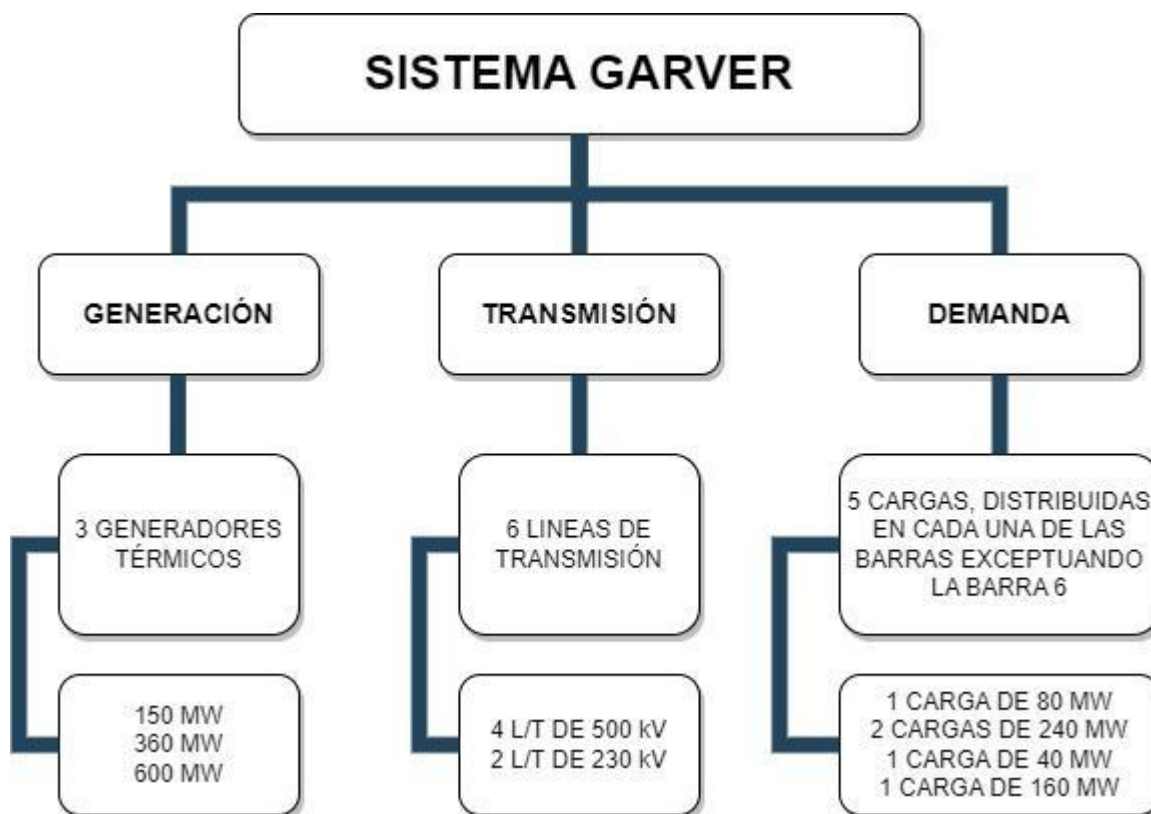 SISTEMA GARVER
GENERACIÓN
TRANSMISIÓN
DEMANDA
3 GENERADORES
TÉRMICOS
6 LINEAS DE
TRANSMISIÓN
5 CARGAS, DISTRIBUIDAS
EN CADA UNA DE LAS
BARRAS EXCEPTUANDO
LA BARRA 6
150 MW
360 MW
600 MW
4 L/T DE 500 kV
2 L/T DE 230 kV
1 CARGA DE 80 MW
2 CARGAS DE 240 MW
1 CARGA DE 40 MW
1 CARGA DE 160 MW